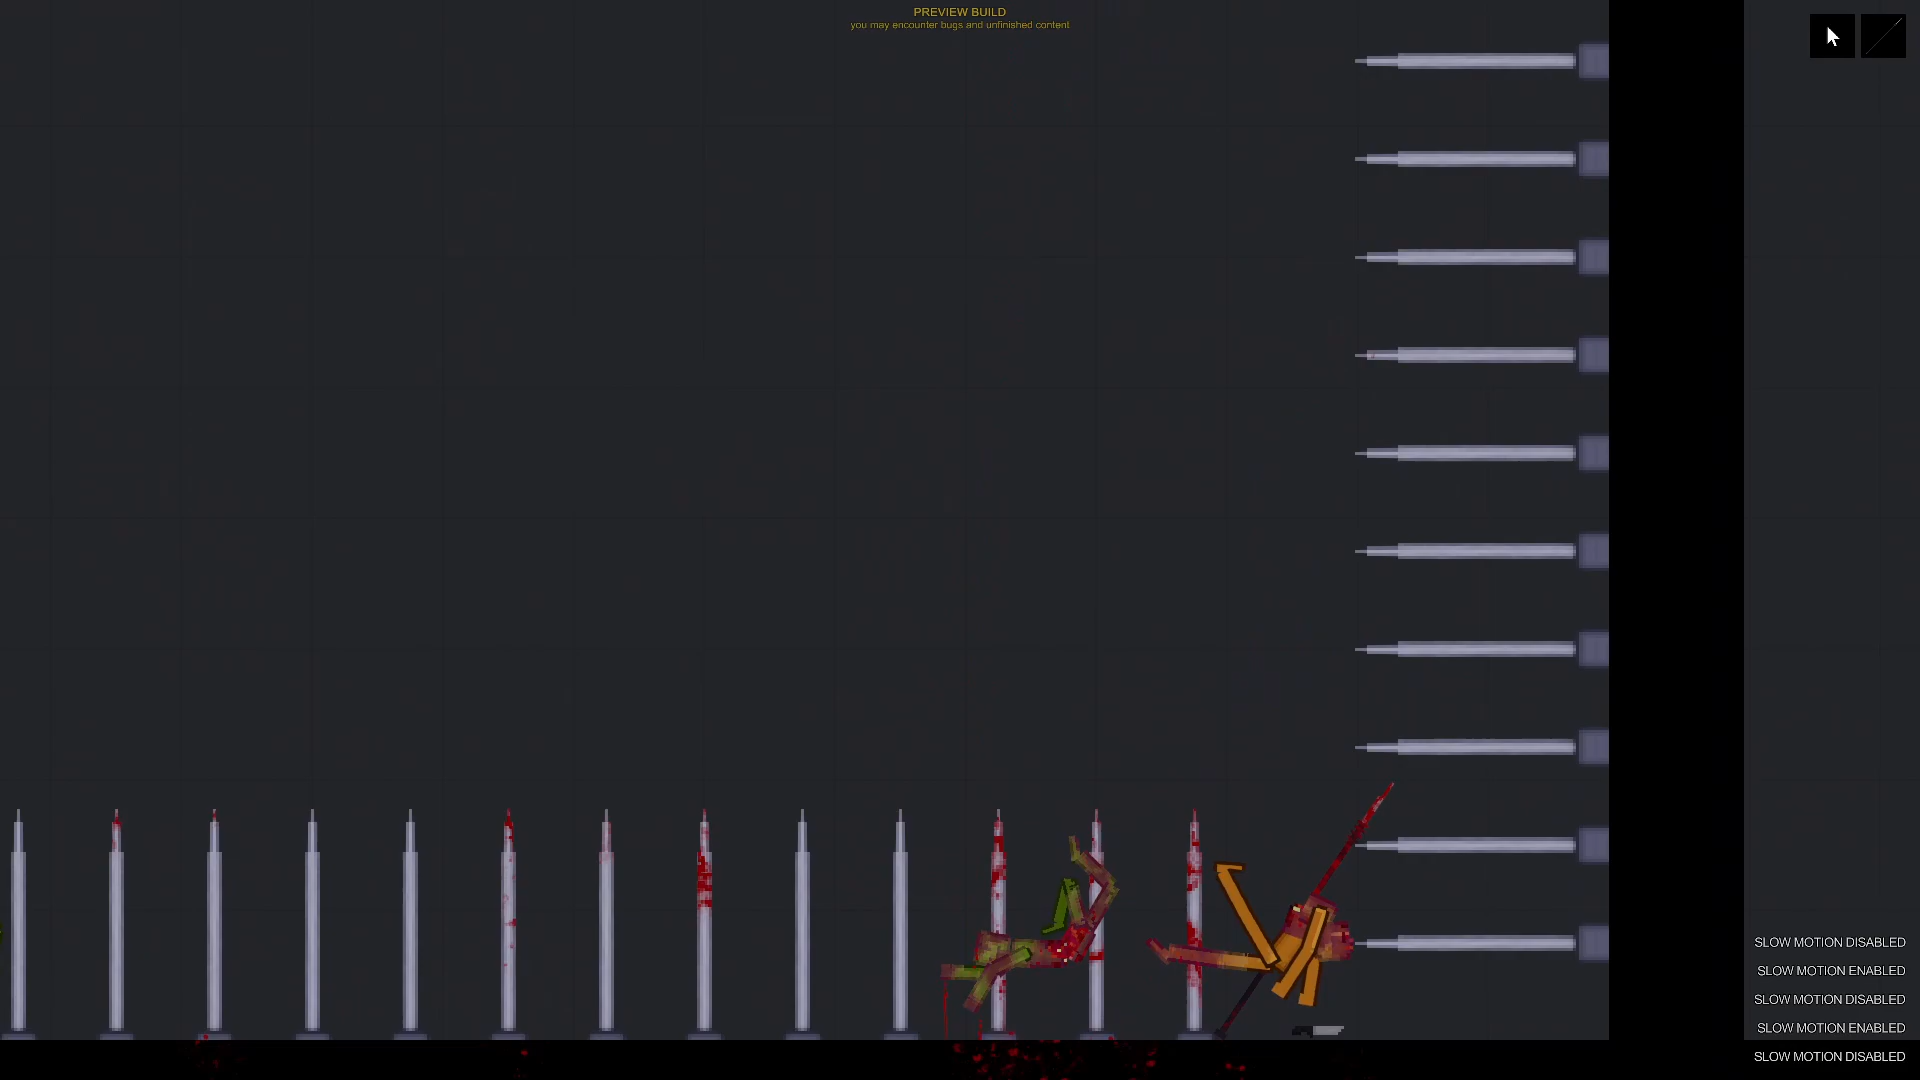 PREVIEW BUILD
you may encounter bugs and unfinished content
SLOW MOTION DISABLED
SLOW MOTION ENABLED
SLOW MOTION DISABLED
SLOW MOTION ENABLED
SLOW MOTION DISABLED